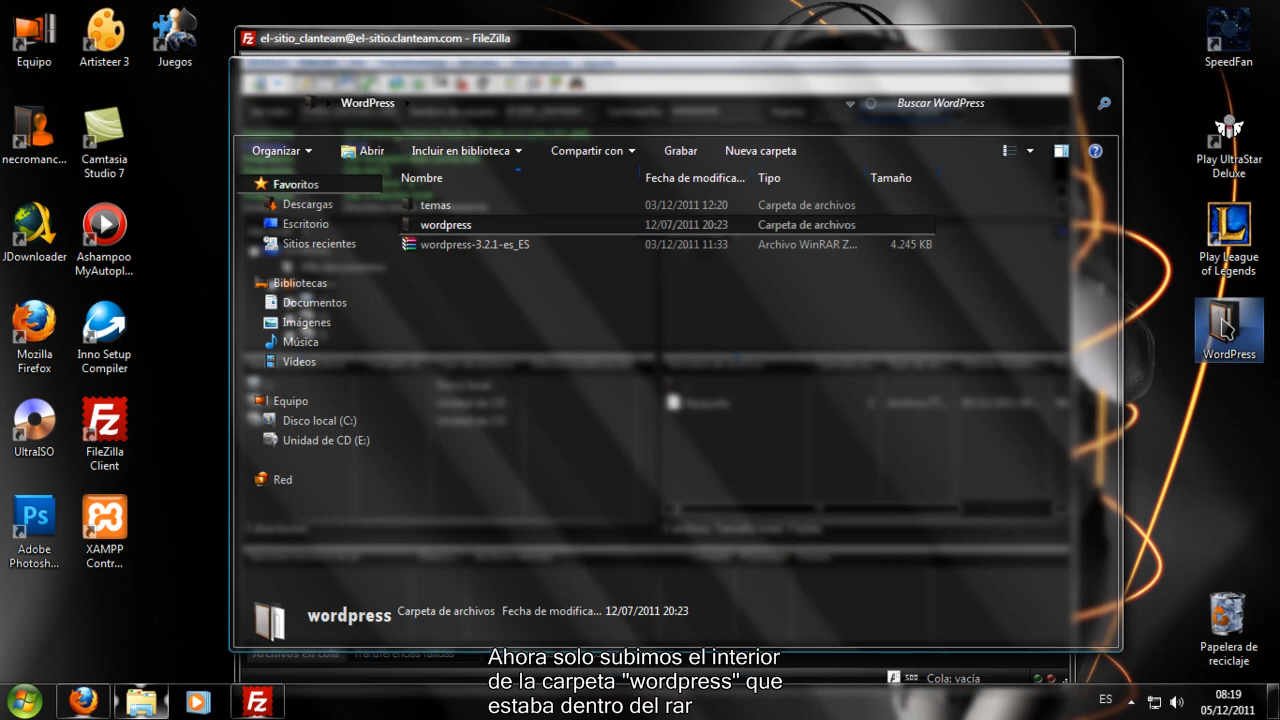 Equipo
Artisteer 3
Juegos
necromanc...
Camtasia
Studio 7
JDownloader
Ashampoo
MyAutopl...
Mozilla
Firefox
Inno Setup
Compiler
UltraISO
FileZilla
Client
Adobe
Photosh...
XAMPP
Contr...
el-sitio_clanteam@el-sitio.clanteam.com - FileZilla
WordPress
Buscar WordPress
Organizar
Abrir
Incluir en biblioteca
Compartir con
Grabar
Nueva carpeta
Nombre
Fecha de modifica...
Tipo
Tamaño
Favoritos
Descargas
Escritorio
Sitios recientes
Bibliotecas
Documentos
Imágenes
Música
Vídeos
Equipo
Disco local (C:)
Unidad de CD (E:)
Red
temas 03/12/2011 12:20 Carpeta de archivos
wordpress 12/07/2011 20:23 Carpeta de archivos
wordpress-3.2.1-es_ES 03/12/2011 11:33 Archivo WinRAR Z... 4.245 KB
wordpress Carpeta de archivos Fecha de modifica... 12/07/2011 20:23
Archivos en cola Transferencias fallidas
Cola: vacía
Ahora solo subimos el interior
de la carpeta "wordpress" que
estaba dentro del rar
SpeedFan
Play UltraStar
Deluxe
Play League
of Legends
WordPress
Papelera de
reciclaje
ES
08:19
05/12/2011